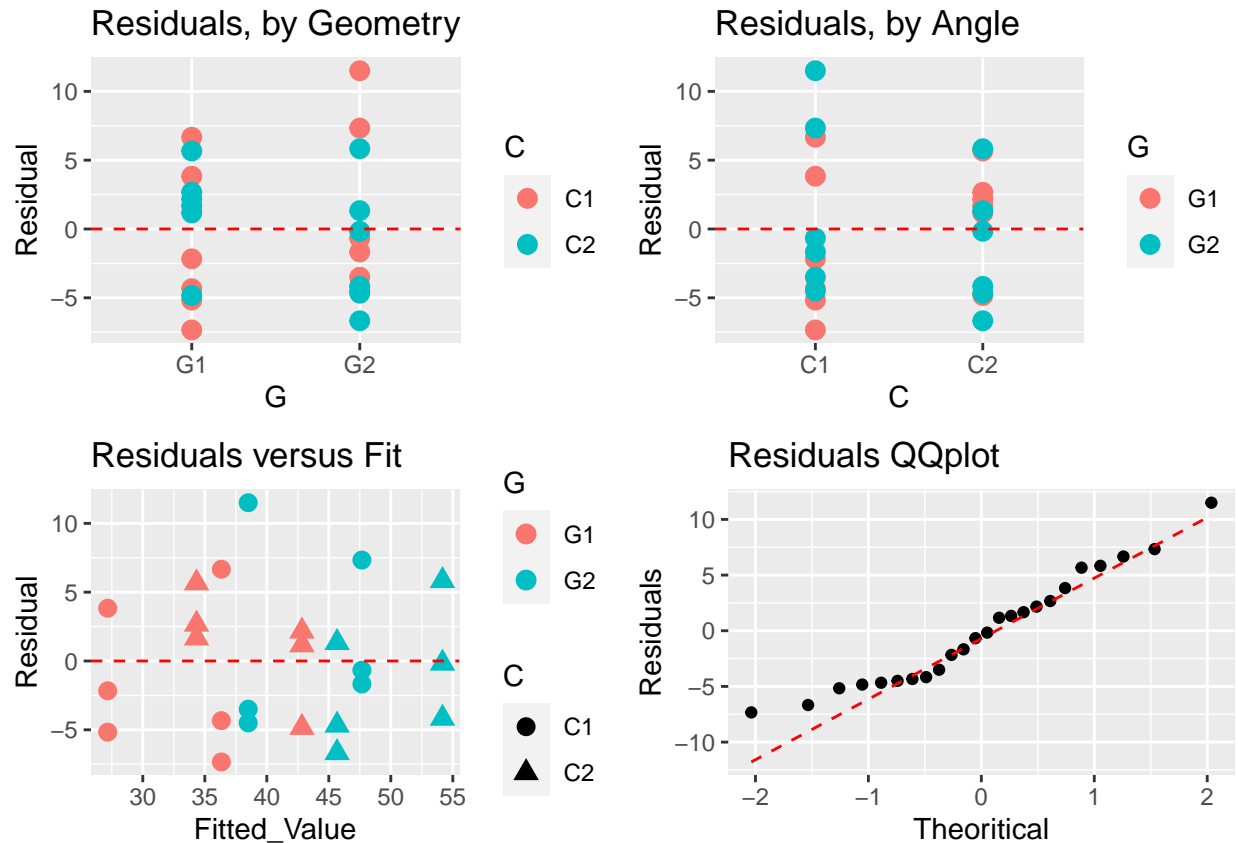 Residuals, by Geometry
10
5
0
−5
Residual
G1
G2
G
C
C1
C2
Residuals, by Angle
10
5
0
−5
Residual
C1
C2
C
G
G1
G2
Residuals versus Fit
10
5
0
−5
Residual
30
35
40
45
50
55
Fitted_Value
G
G1
G2
C
C1
C2
Residuals QQplot
10
5
0
−5
−10
Residuals
−2
−1
0
1
2
Theoritical